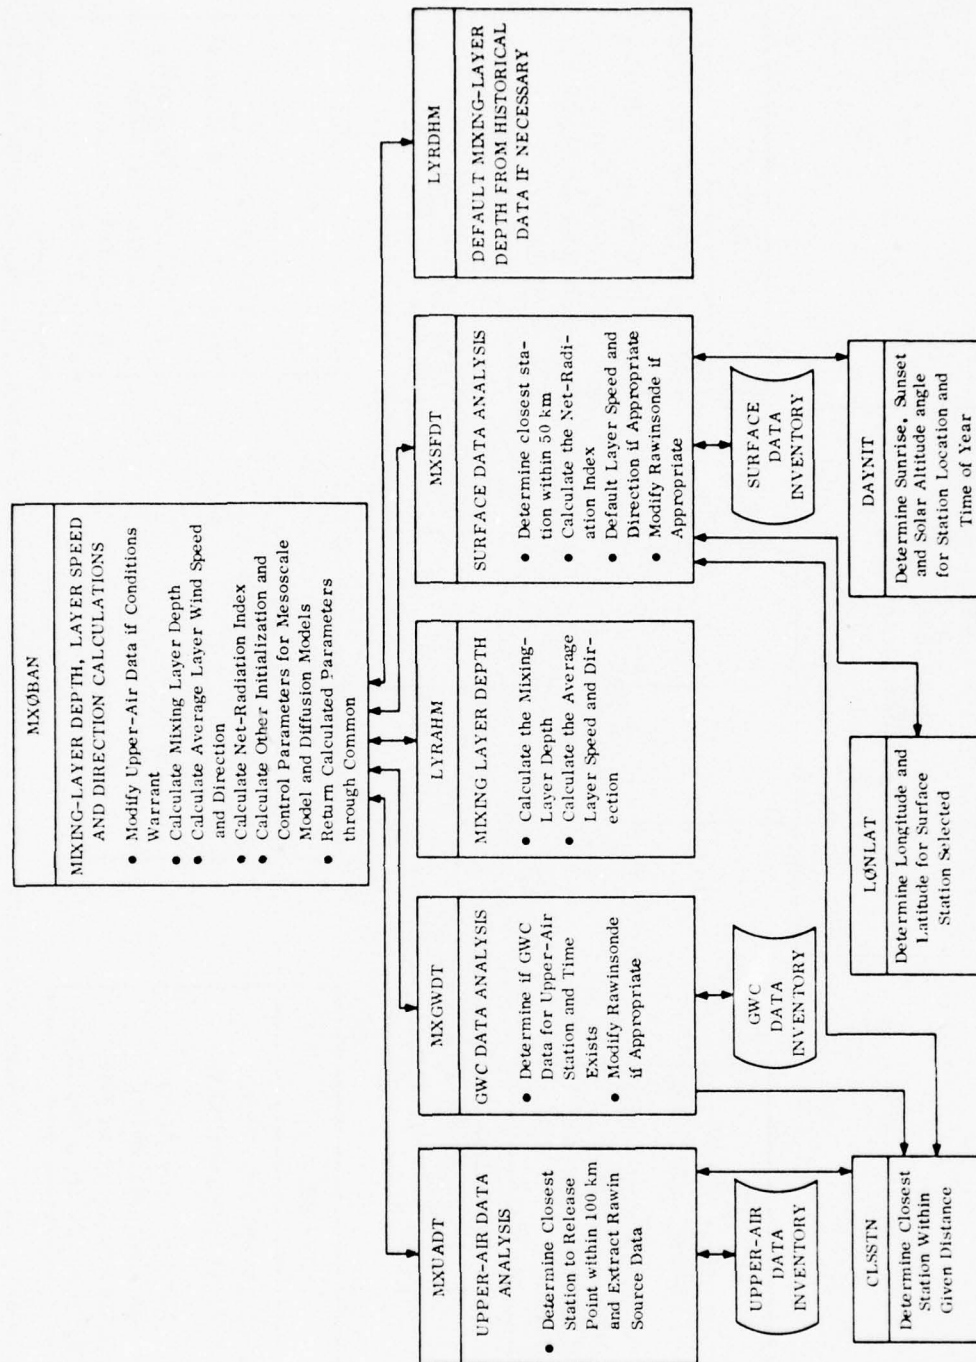 MXØBAN
MIXING-LAYER DEPTH, LAYER SPEED
AND DIRECTION CALCULATIONS
● Modify Upper-Air Data if Conditions
Warrant
● Calculate Mixing Layer Depth
● Calculate Average Layer Wind Speed
and Direction
● Calculate Net-Radiation Index
● Calculate Other Initialization and
Control Parameters for Mesoscale
Model and Diffusion Models
● Return Calculated Parameters
through Common
MXUADT
UPPER-AIR DATA
ANALYSIS
● Determine Closest
Station to Release
Point within 100 km
and Extract Rawin
Source Data
MXGWDT
GWC DATA ANALYSIS
● Determine if GWC
Data for Upper-Air
Station and Time
Exists
● Modify Rawinsonde
if Appropriate
LYRAHM
MIXING LAYER DEPTH
● Calculate the Mixing-
Layer Depth
● Calculate the Average
Layer Speed and Dir-
ection
MXSFDT
SURFACE DATA ANALYSIS
● Determine closest sta-
tion within 50 km
● Calculate the Net-Radi-
ation Index
● Default Layer Speed and
Direction if Appropriate
● Modify Rawinsonde if
Appropriate
LYRDHM
DEFAULT MIXING-LAYER
DEPTH FROM HISTORICAL
DATA IF NECESSARY
UPPER-AIR
DATA
INVENTORY
GWC
DATA
INVENTORY
SURFACE
DATA
INVENTORY
CLSSTN
Determine Closest
Station Within
Given Distance
LØNLAT
Determine Longitude and
Latitude for Surface
Station Selected
DAYNIT
Determine Sunrise, Sunset
and Solar Altitude angle
for Station Location and
Time of Year